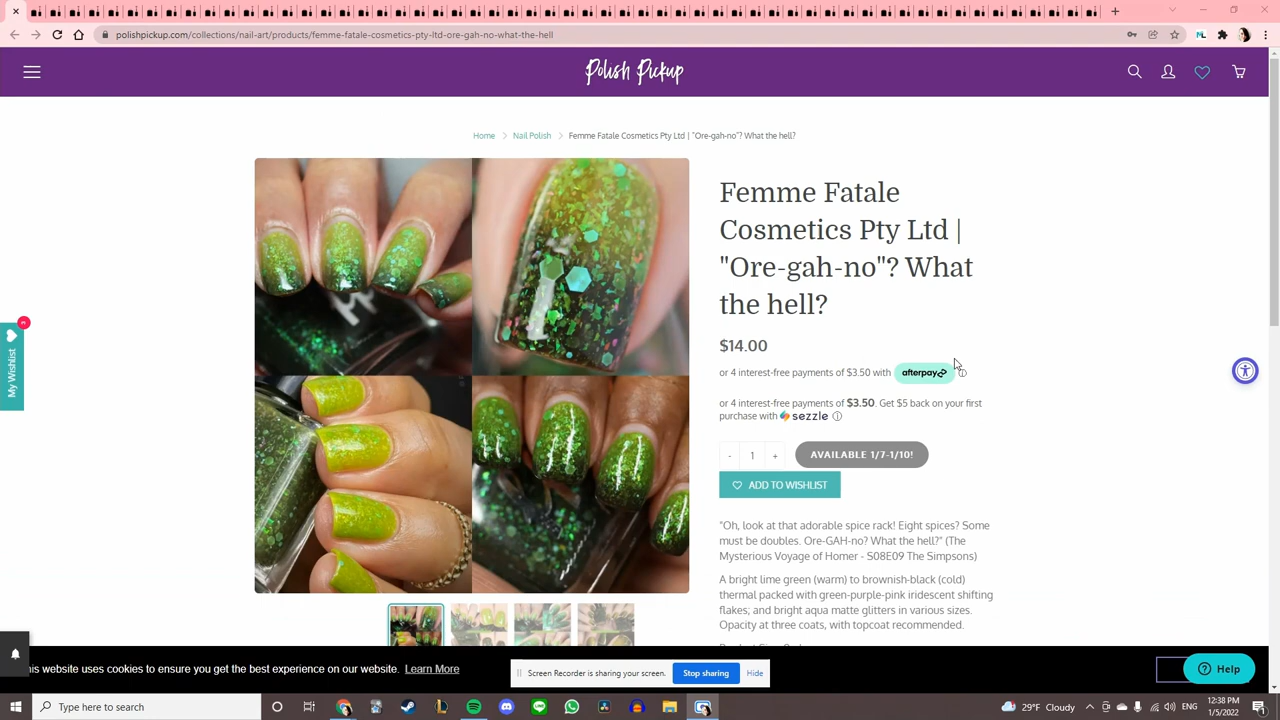 polishpickup.com/collections/nail-art/products/femme-fatale-cosmetics-pty-ltd-ore-gah-no-what-the-hell
Polish Pickup
Home > Nail Polish > Femme Fatale Cosmetics Pty Ltd | "Ore-gah-no"? What the hell?
Femme Fatale
Cosmetics Pty Ltd |
"Ore-gah-no"? What
the hell?
$14.00
or 4 interest-free payments of $3.50 with afterpay
or 4 interest-free payments of $3.50. Get $5 back on your first
purchase with sezzle
- 1 + AVAILABLE 1/7-1/10!
ADD TO WISHLIST
"Oh, look at that adorable spice rack! Eight spices? Some
must be doubles. Ore-GAH-no? What the hell?" (The
Mysterious Voyage of Homer - S08E09 The Simpsons)
A bright lime green (warm) to brownish-black (cold)
thermal packed with green-purple-pink iridescent shifting
flakes; and bright aqua matte glitters in various sizes.
Opacity at three coats, with topcoat recommended.
My Wishlist
his website uses cookies to ensure you get the best experience on our website. Learn More
Screen Recorder is sharing your screen. Stop sharing Hide
Help
Type here to search
29°F Cloudy
12:38 PM
1/5/2022